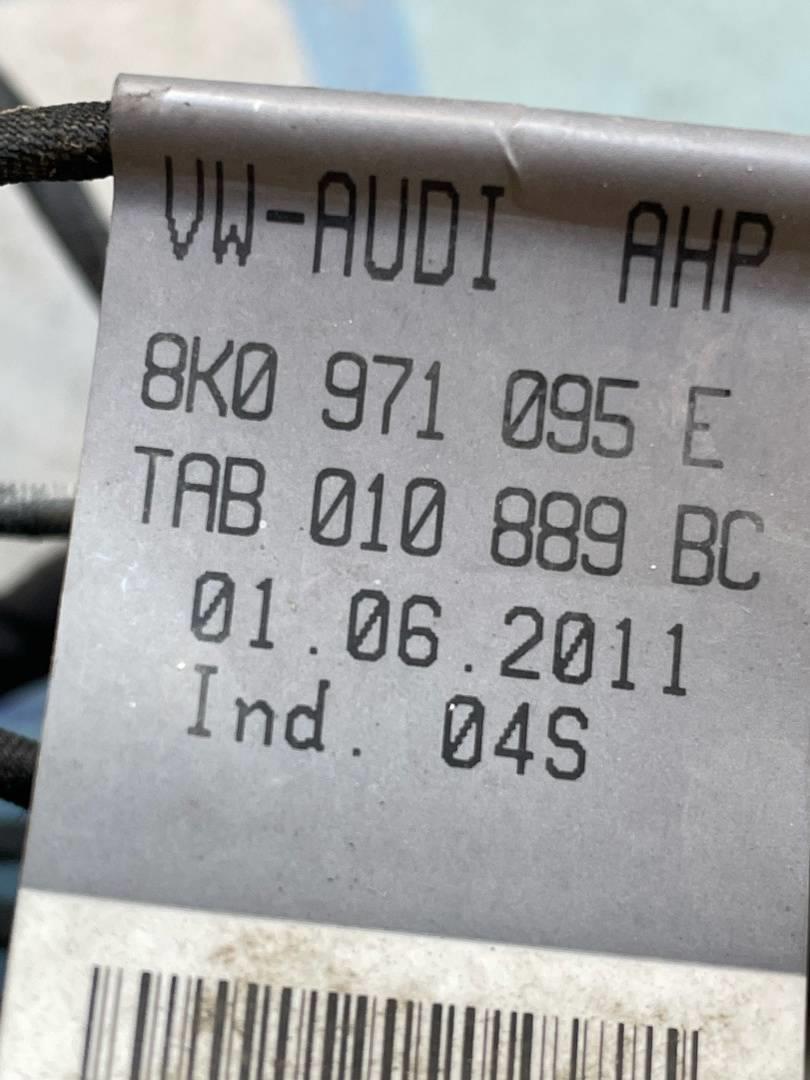 VW-AUDI AHP
8K0 971 095 E
TAB 010 889 BC
01.06.2011
Ind. 04S